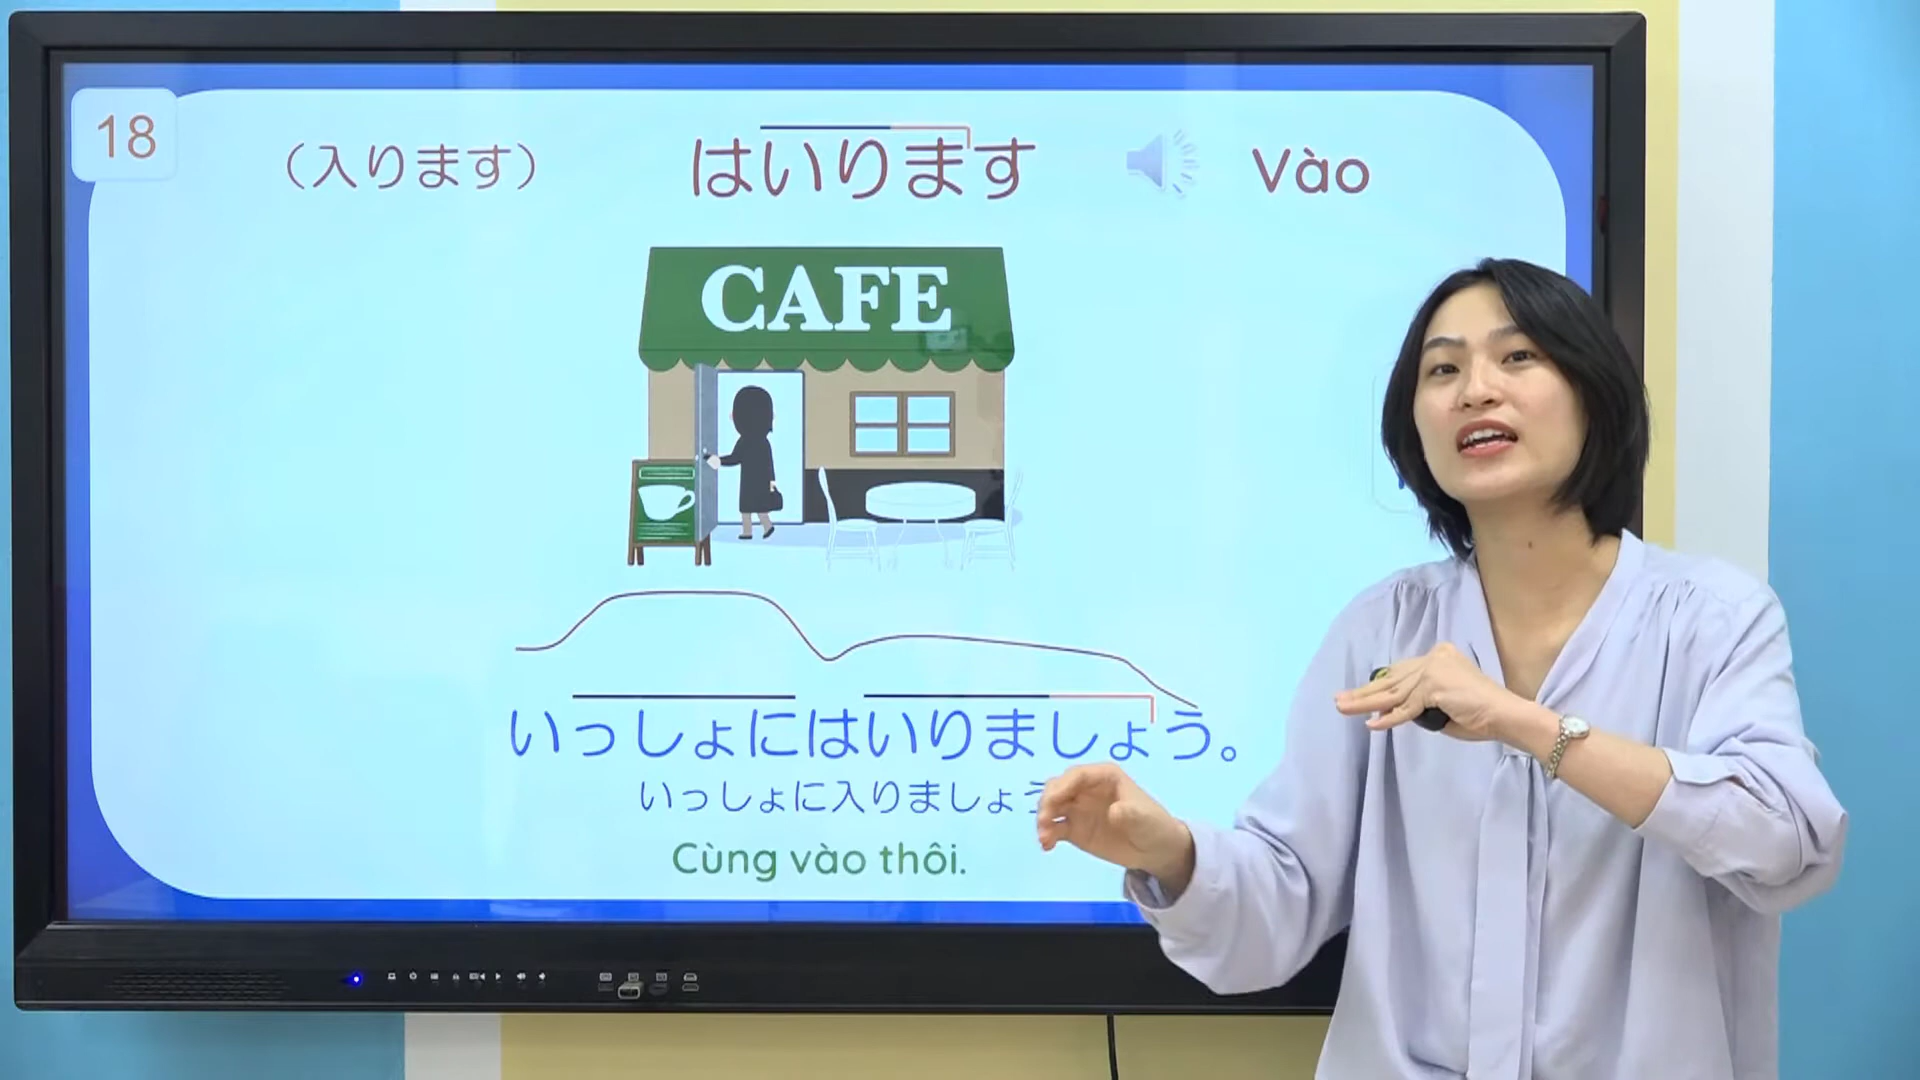 18
（入ります） はいります Vào
CAFE
いっしょにはいりましょう。
いっしょに入りましょう
Cùng vào thôi.